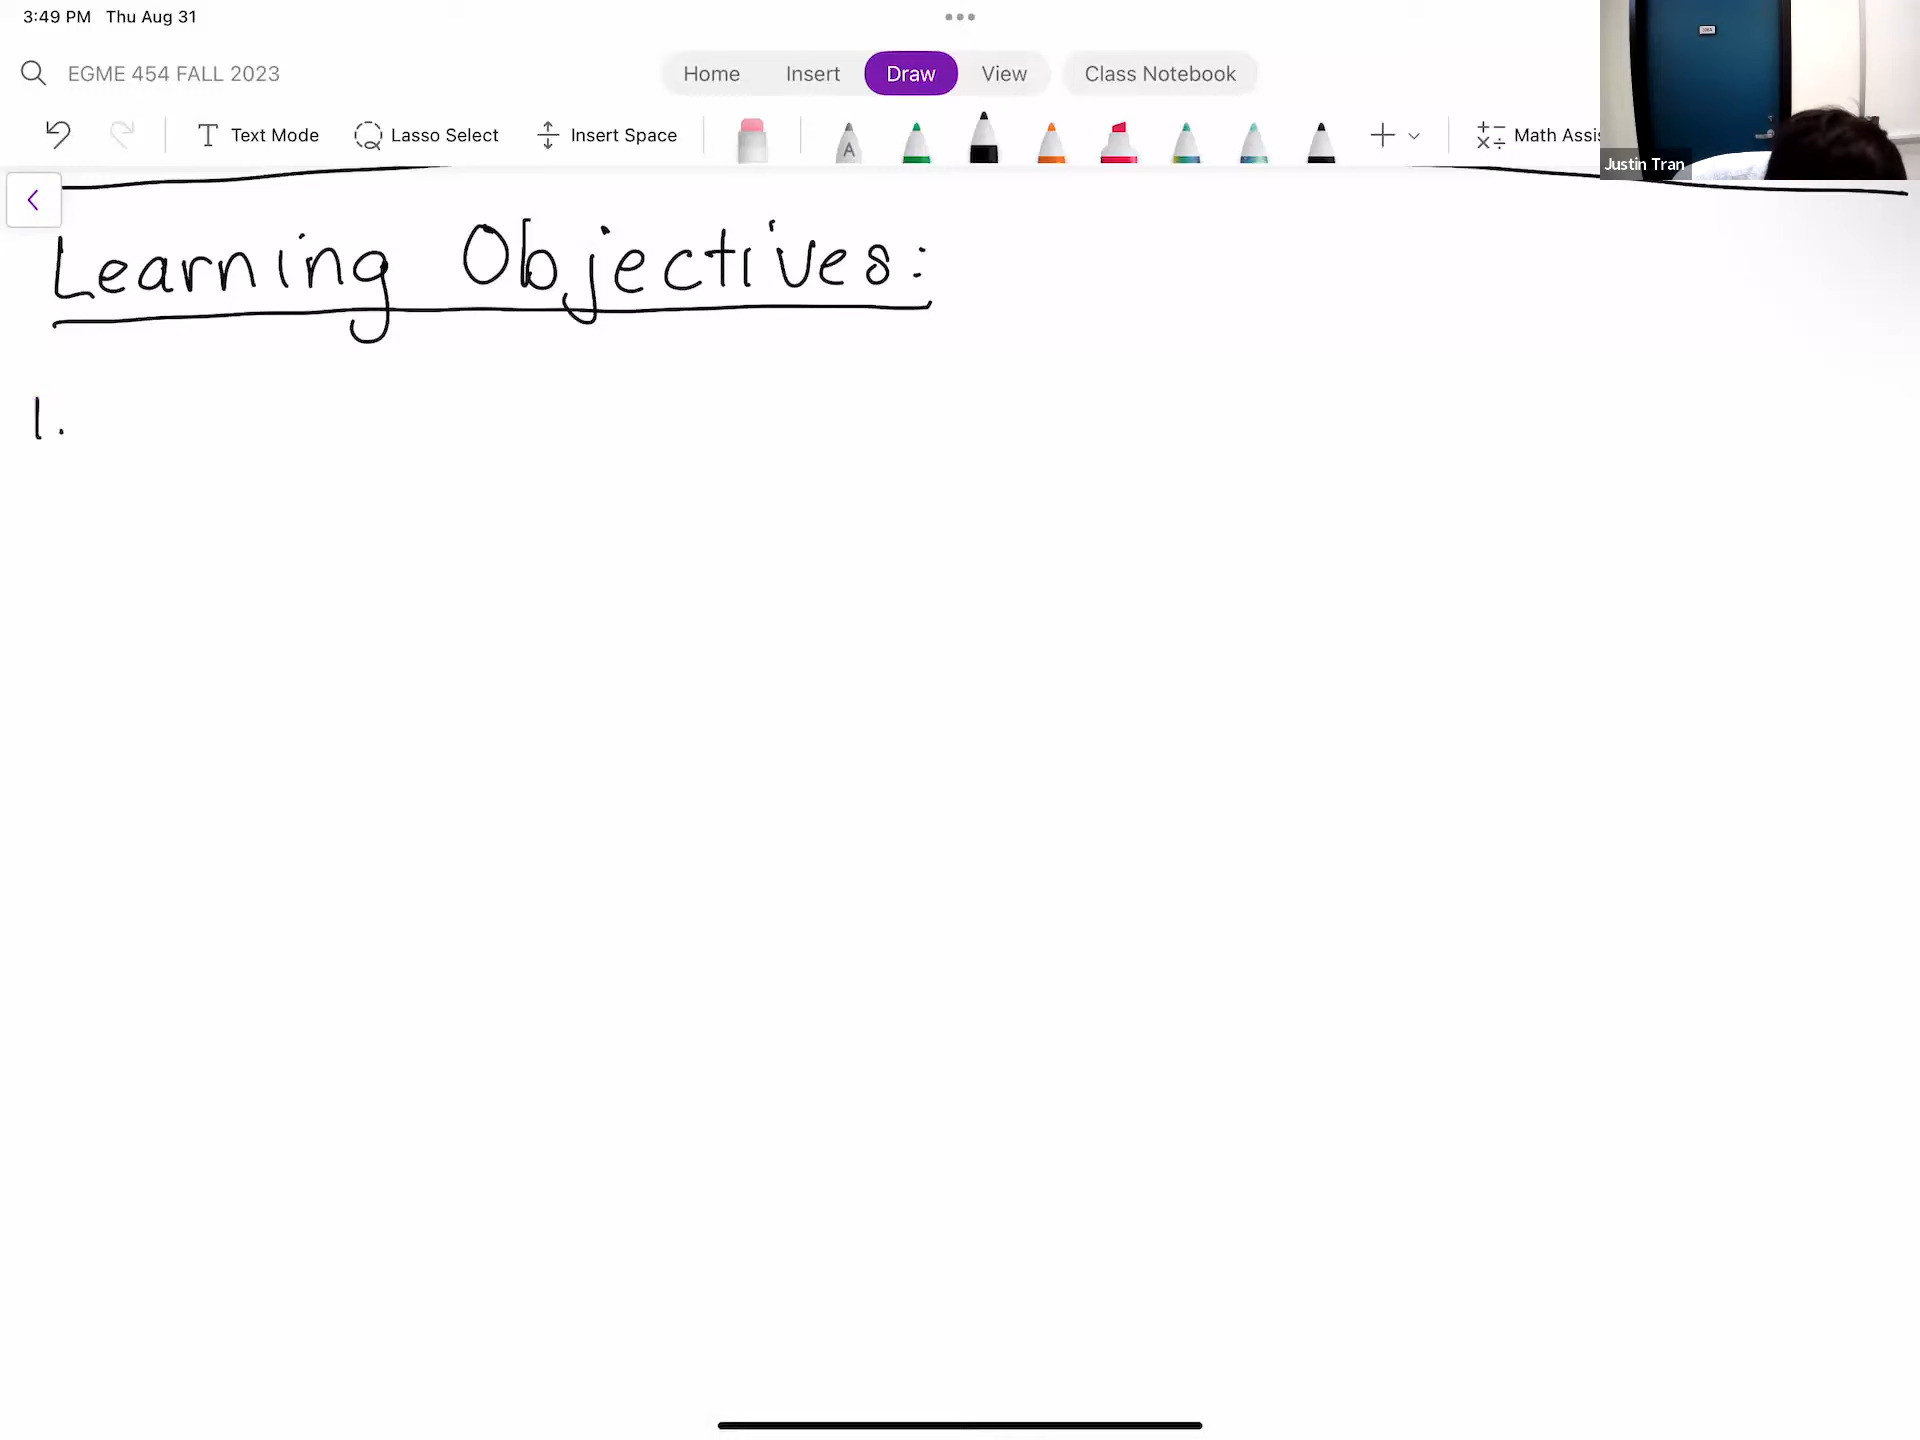 3:49 PM Thu Aug 31
EGME 454 FALL 2023
Home Insert Draw View Class Notebook
Text Mode Lasso Select Insert Space A Math Assi
Justin Tran
Learning Objectives:
1.